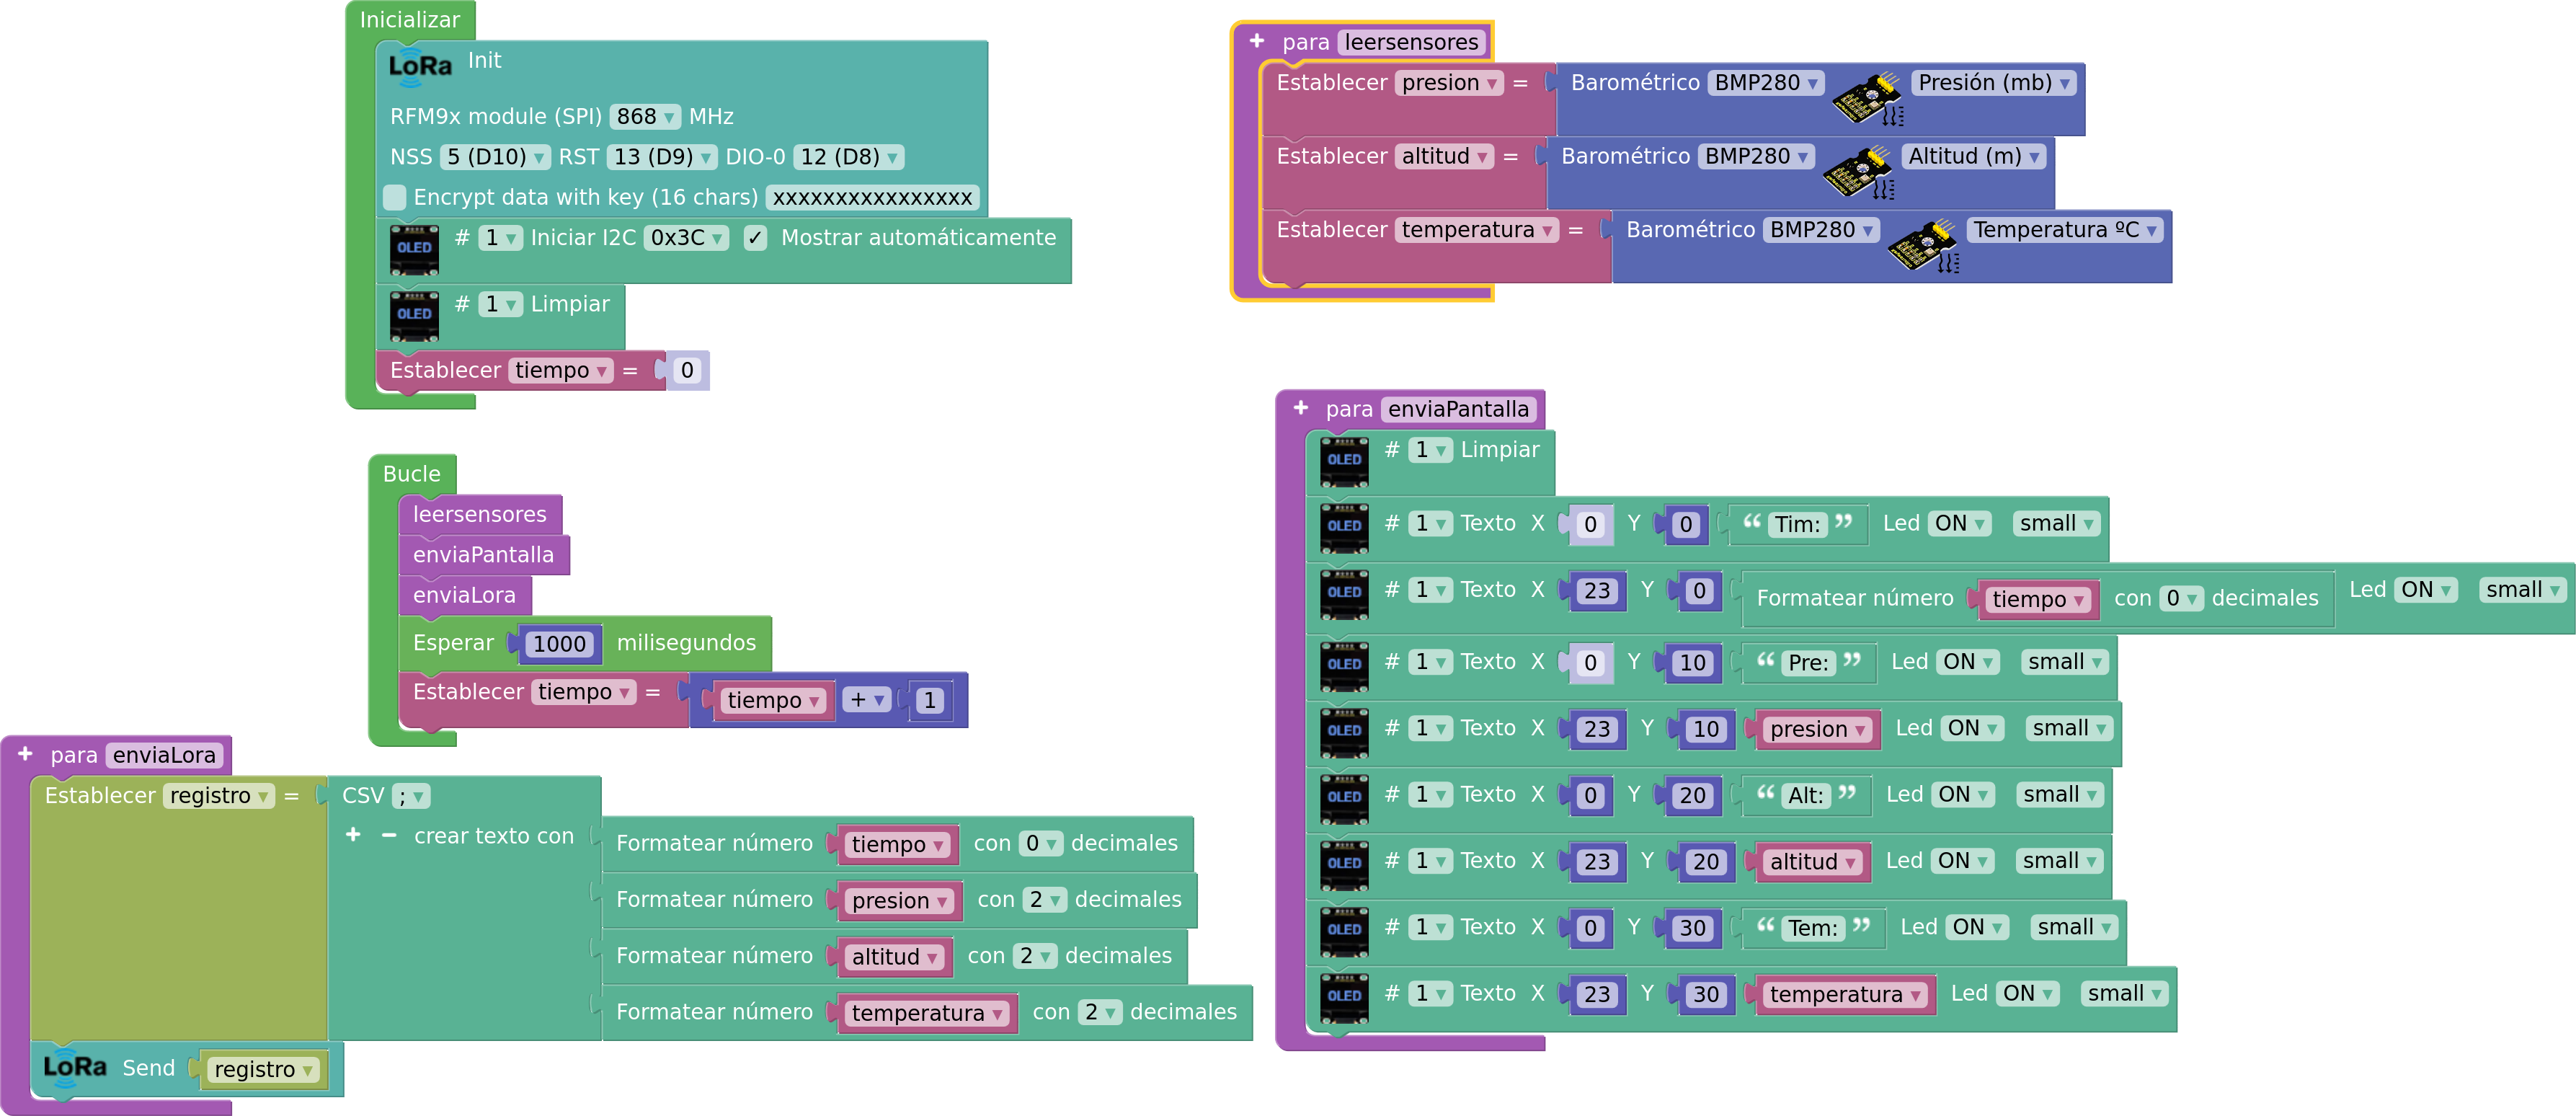 Inicializar
LoRa Init
RFM9x module (SPI) 868 ▾ MHz
NSS 5 (D10) ▾ RST 13 (D9) ▾ DIO-0 12 (D8) ▾
Encrypt data with key (16 chars) xxxxxxxxxxxxxxxx
OLED # 1 ▾ Iniciar I2C 0x3C ▾ ✓ Mostrar automáticamente
OLED # 1 ▾ Limpiar
Establecer tiempo ▾ = 0
Bucle
leersensores
enviaPantalla
enviaLora
Esperar 1000 milisegundos
Establecer tiempo ▾ = tiempo ▾ + ▾ 1
+ para enviaLora
Establecer registro ▾ = CSV ; ▾
+ − crear texto con
Formatear número tiempo ▾ con 0 ▾ decimales
Formatear número presion ▾ con 2 ▾ decimales
Formatear número altitud ▾ con 2 ▾ decimales
Formatear número temperatura ▾ con 2 ▾ decimales
LoRa Send registro ▾
+ para leersensores
Establecer presion ▾ = Barométrico BMP280 ▾ Presión (mb) ▾
Establecer altitud ▾ = Barométrico BMP280 ▾ Altitud (m) ▾
Establecer temperatura ▾ = Barométrico BMP280 ▾ Temperatura ºC ▾
+ para enviaPantalla
OLED # 1 ▾ Limpiar
OLED # 1 ▾ Texto X 0 Y 0 “ Tim: ” Led ON ▾ small ▾
OLED # 1 ▾ Texto X 23 Y 0 Formatear número tiempo ▾ con 0 ▾ decimales Led ON ▾ small ▾
OLED # 1 ▾ Texto X 0 Y 10 “ Pre: ” Led ON ▾ small ▾
OLED # 1 ▾ Texto X 23 Y 10 presion ▾ Led ON ▾ small ▾
OLED # 1 ▾ Texto X 0 Y 20 “ Alt: ” Led ON ▾ small ▾
OLED # 1 ▾ Texto X 23 Y 20 altitud ▾ Led ON ▾ small ▾
OLED # 1 ▾ Texto X 0 Y 30 “ Tem: ” Led ON ▾ small ▾
OLED # 1 ▾ Texto X 23 Y 30 temperatura ▾ Led ON ▾ small ▾